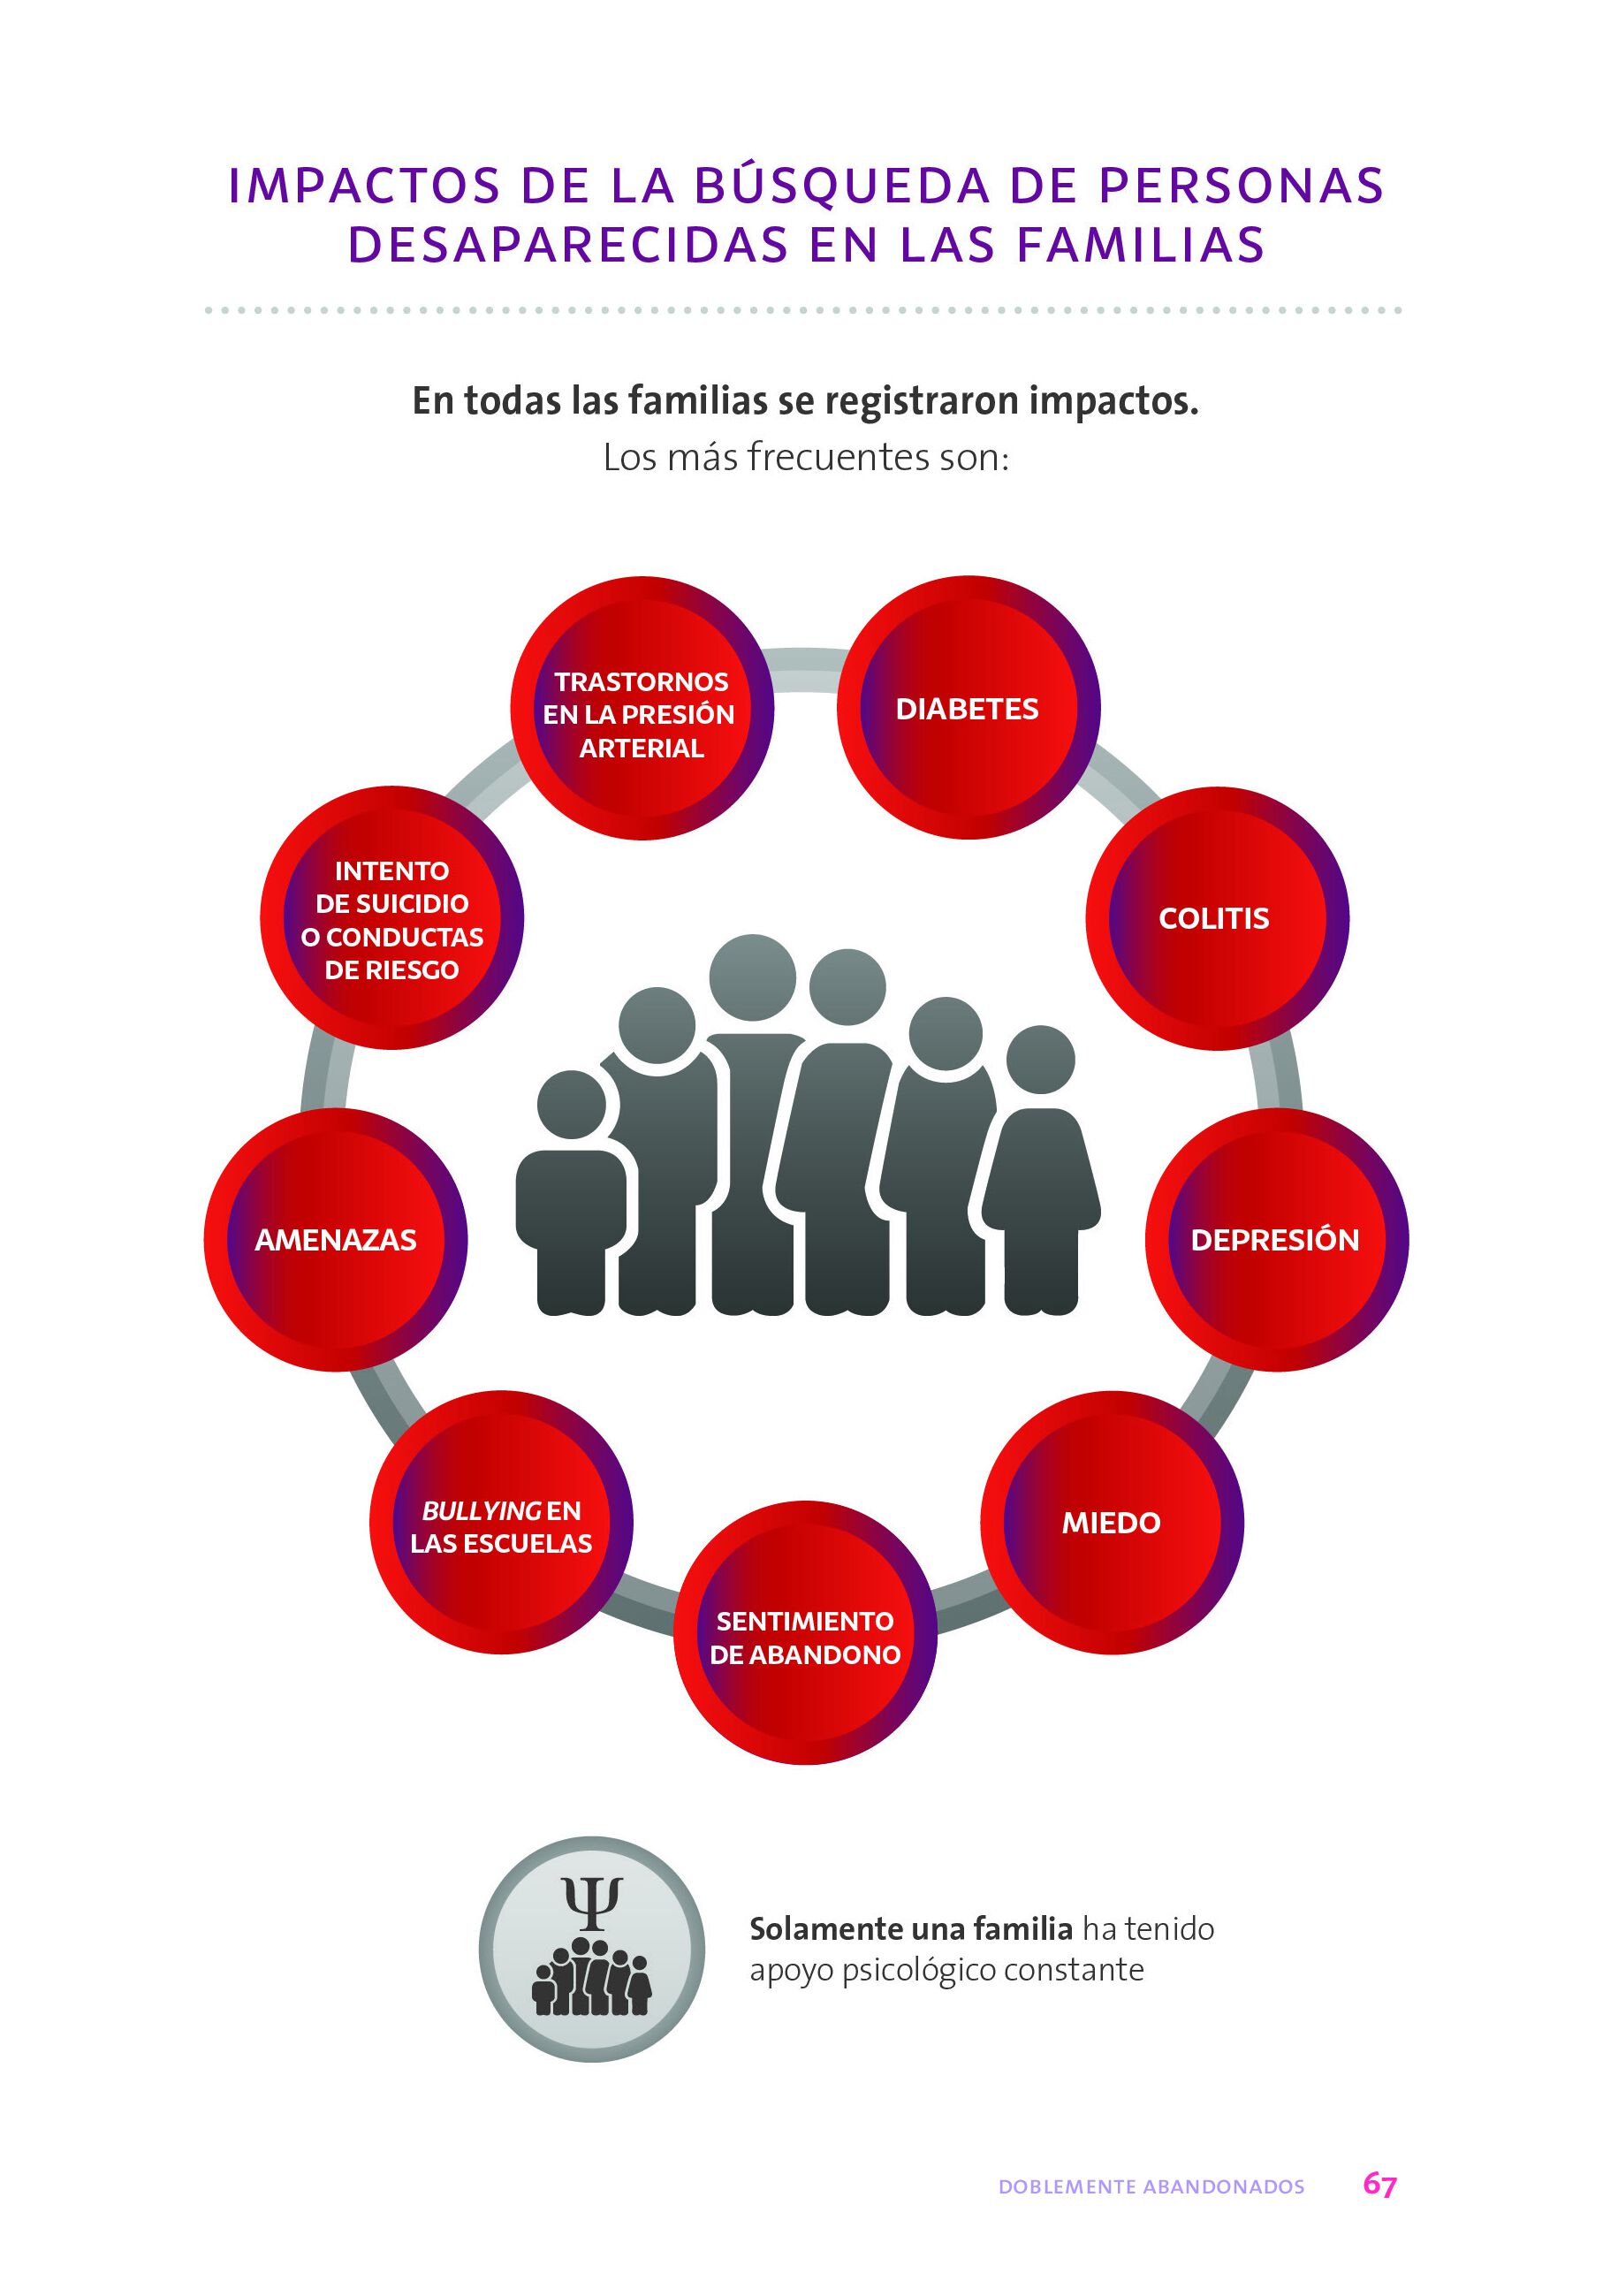 IMPACTOS DE LA BÚSQUEDA DE PERSONAS
DESAPARECIDAS EN LAS FAMILIAS
En todas las familias se registraron impactos.
Los más frecuentes son:
TRASTORNOS
EN LA PRESIÓN
ARTERIAL
DIABETES
COLITIS
DEPRESIÓN
MIEDO
SENTIMIENTO
DE ABANDONO
BULLYING EN
LAS ESCUELAS
AMENAZAS
INTENTO
DE SUICIDIO
O CONDUCTAS
DE RIESGO
Ψ
Solamente una familia ha tenido
apoyo psicológico constante
DOBLEMENTE ABANDONADOS 67